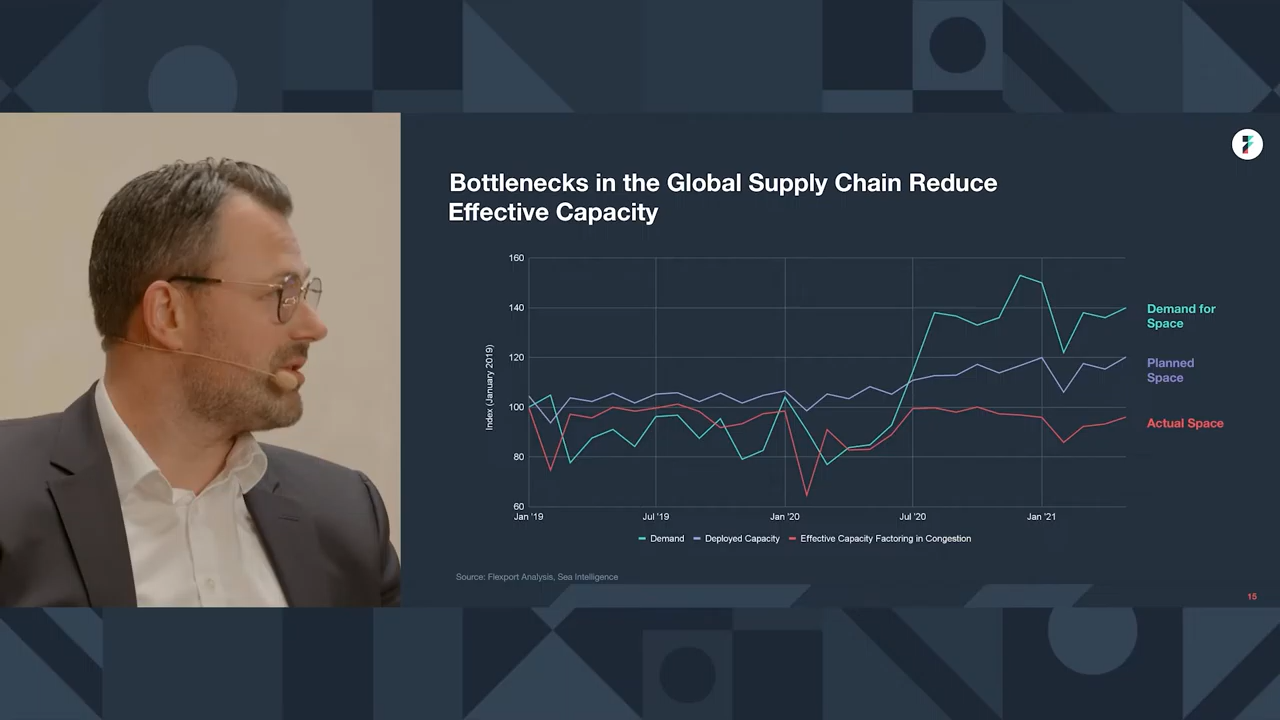 Bottlenecks in the Global Supply Chain Reduce
Effective Capacity
160
140
120
100
80
60
Index (January 2019)
Jan '19
Jul '19
Jan '20
Jul '20
Jan '21
Demand for
Space
Planned
Space
Actual Space
Demand
Deployed Capacity
Effective Capacity Factoring in Congestion
Source: Flexport Analysis, Sea Intelligence
15